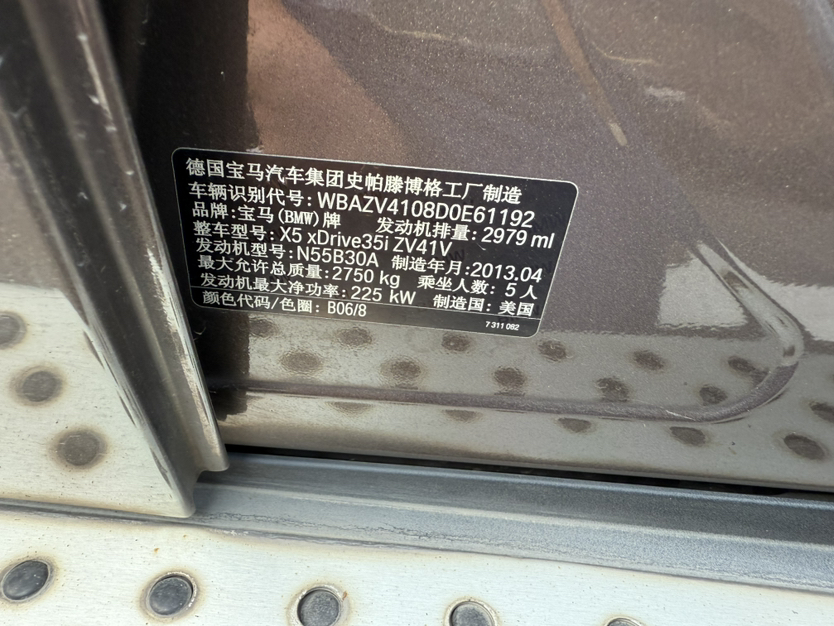 德国宝马汽车集团史帕滕博格工厂制造
车辆识别代号: WBAZV4108D0E61192
品牌: 宝马(BMW)牌 发动机排量: 2979 ml
整车型号: X5 xDrive35i ZV41V
发动机型号: N55B30A 制造年月: 2013.04
最大允许总质量: 2750 kg 乘坐人数: 5 人
发动机最大净功率: 225 kW 制造国: 美国
颜色代码/色圈: B06/8
7 311 082